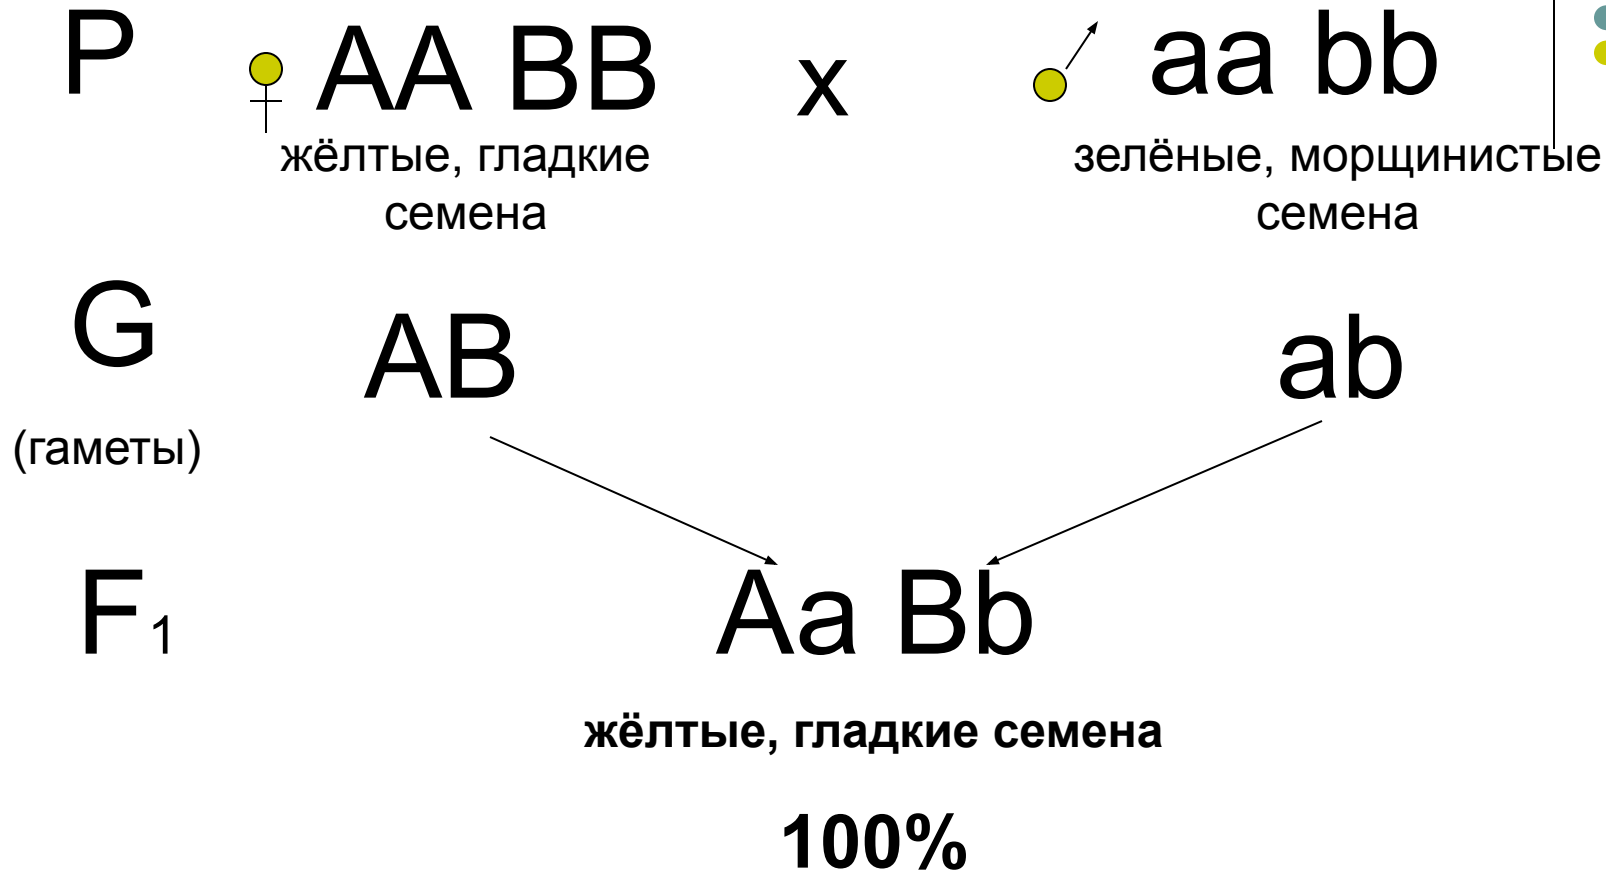 P AA BB x aa bb
жёлтые, гладкие
семена
зелёные, морщинистые
семена
G AB ab
(гаметы)
F1 Aa Bb
жёлтые, гладкие семена
100%